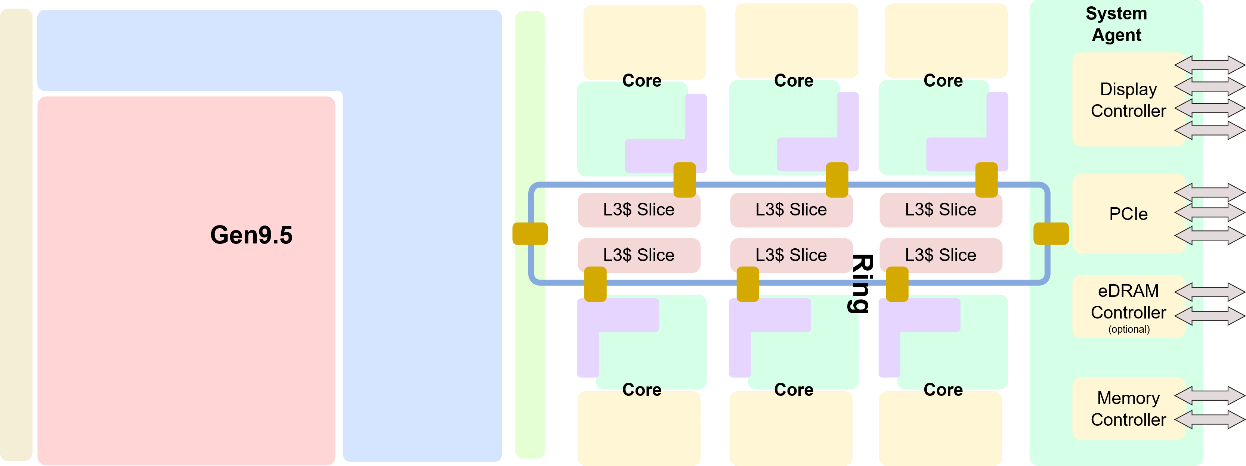 System
Agent
Core
Core
Core
Display
Controller
L3$ Slice
L3$ Slice
L3$ Slice
PCIe
Gen9.5
L3$ Slice
L3$ Slice
L3$ Slice
Ring
eDRAM
Controller
(optional)
Core
Core
Core
Memory
Controller